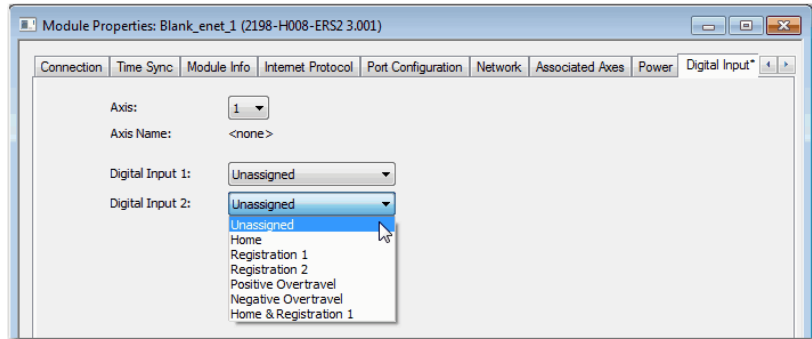 Module Properties: Blank_enet_1 (2198-H008-ERS2 3.001)
Connection Time Sync Module Info Internet Protocol Port Configuration Network Associated Axes Power Digital Input*
Axis: 1
Axis Name: <none>
Digital Input 1: Unassigned
Digital Input 2: Unassigned
Unassigned
Home
Registration 1
Registration 2
Positive Overtravel
Negative Overtravel
Home & Registration 1